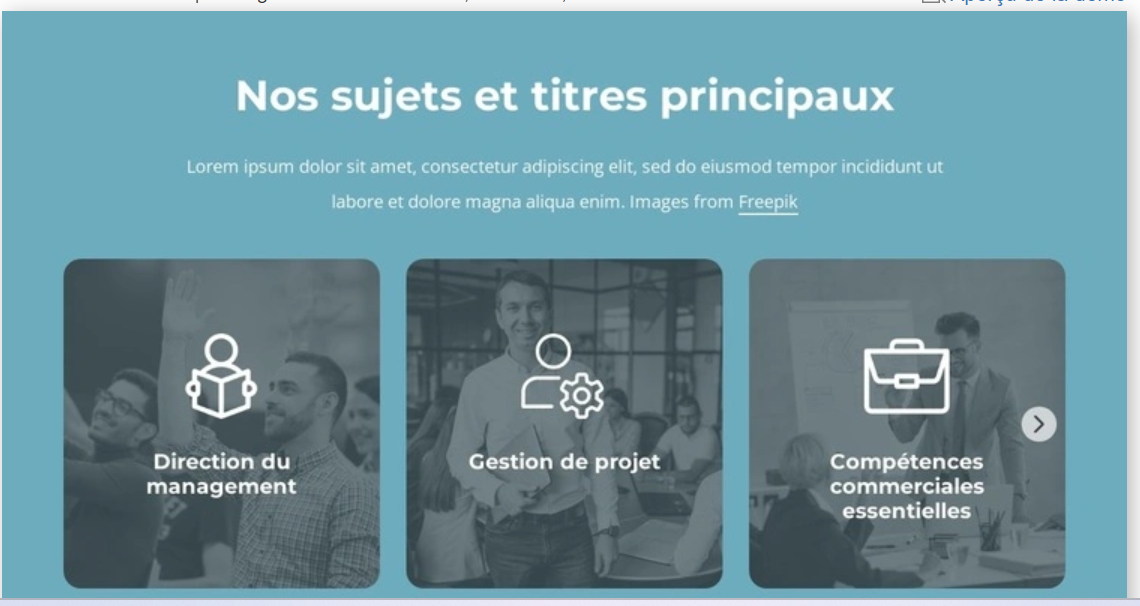 Aperçu de la démo
Nos sujets et titres principaux
Lorem ipsum dolor sit amet, consectetur adipiscing elit, sed do eiusmod tempor incididunt ut
labore et dolore magna aliqua enim. Images from Freepik
Direction du
management
Gestion de projet
Compétences
commerciales
essentielles